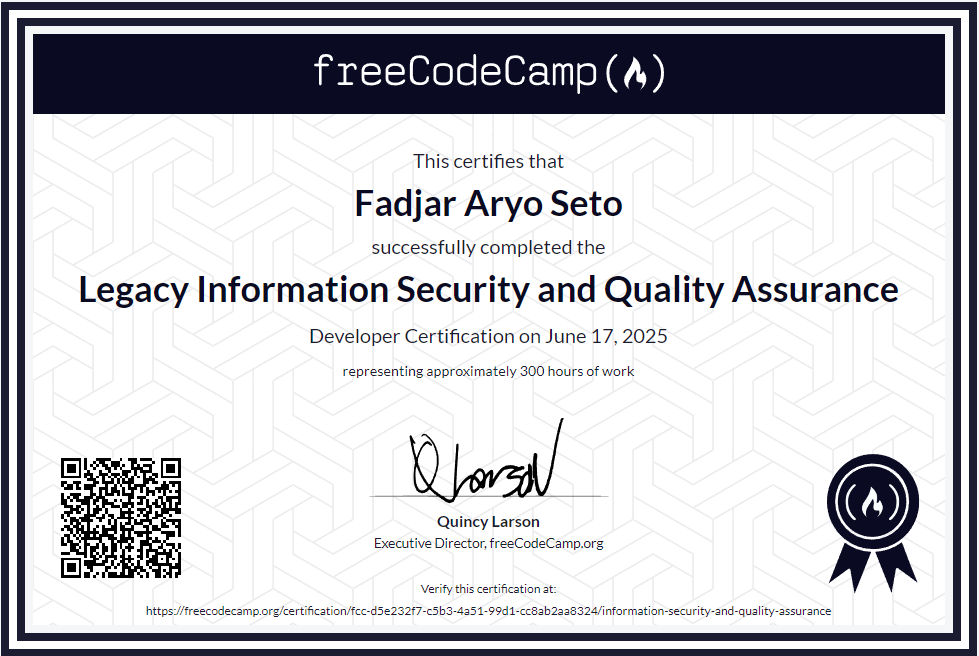 freeCodeCamp(🔥)
This certifies that
Fadjar Aryo Seto
successfully completed the
Legacy Information Security and Quality Assurance
Developer Certification on June 17, 2025
representing approximately 300 hours of work
QLarson
Quincy Larson
Executive Director, freeCodeCamp.org
Verify this certification at:
https://freecodecamp.org/certification/fcc-d5e232f7-c5b3-4a51-99d1-cc8ab2aa8324/information-security-and-quality-assurance